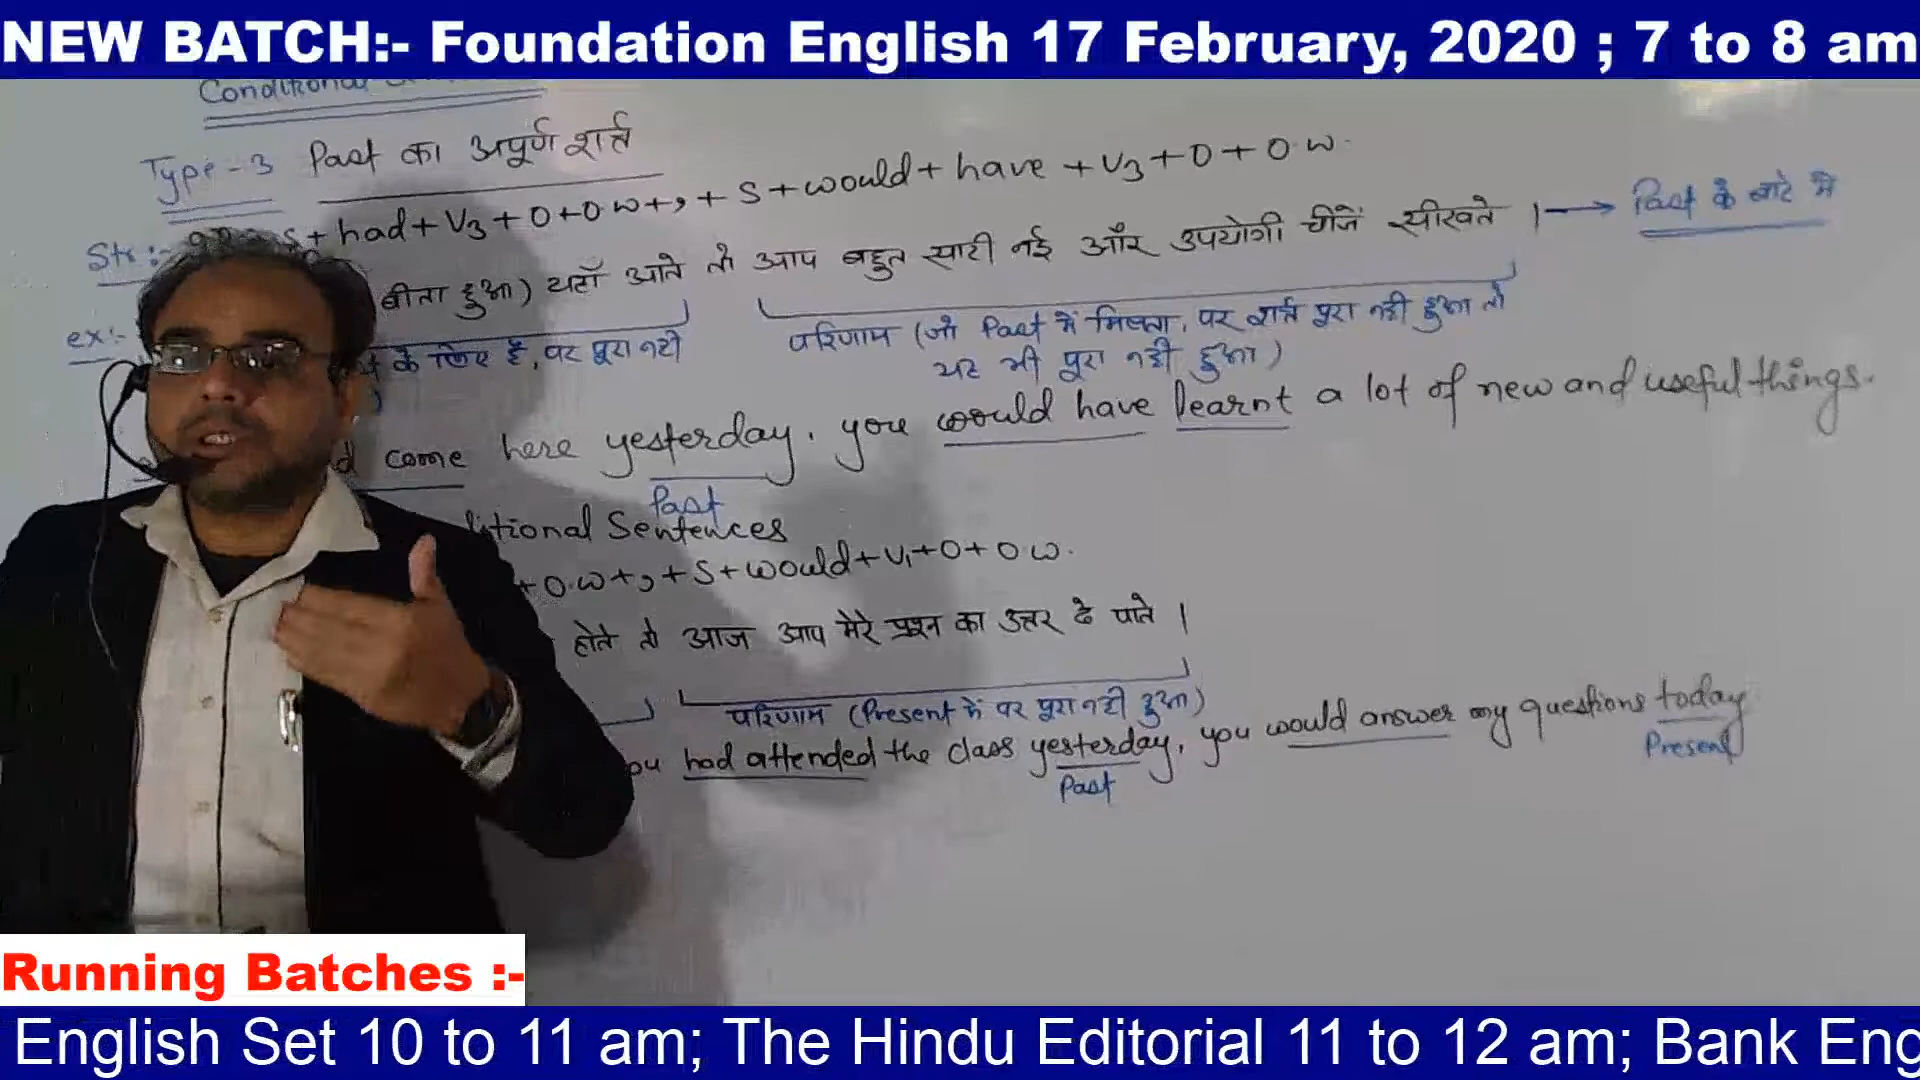 NEW BATCH:- Foundation English 17 February, 2020 ; 7 to 8 am
Conditional
Type-3 Past का अपूर्ण शर्त्त
Str:- S+had+V3+O+O.W+,+S+would+have+V3+O+O.W.
बीता हुआ) यहाँ आते तो आप बहुत सारी नई और उपयोगी चीजें सीखते । → Past के बारे में
ex:-
के लिए है, पर पूरा नही
परिणाम (जो Past में मिलता, पर शर्त्त पूरा नही हुआ तो
यह भी पूरा नही हुआ)
d come here yesterday, you would have learnt a lot of new and useful things.
Past
ditional Sentences
+O.W+,+S+would+V1+O+O.W.
होते तो आज आप मेरे प्रश्न का उत्तर दे पाते ।
परिणाम (Present में पर पूरा नही हुआ)
ou had attended the class yesterday, you would answer my questions today
Past
Present
Running Batches :-
English Set 10 to 11 am; The Hindu Editorial 11 to 12 am; Bank Eng